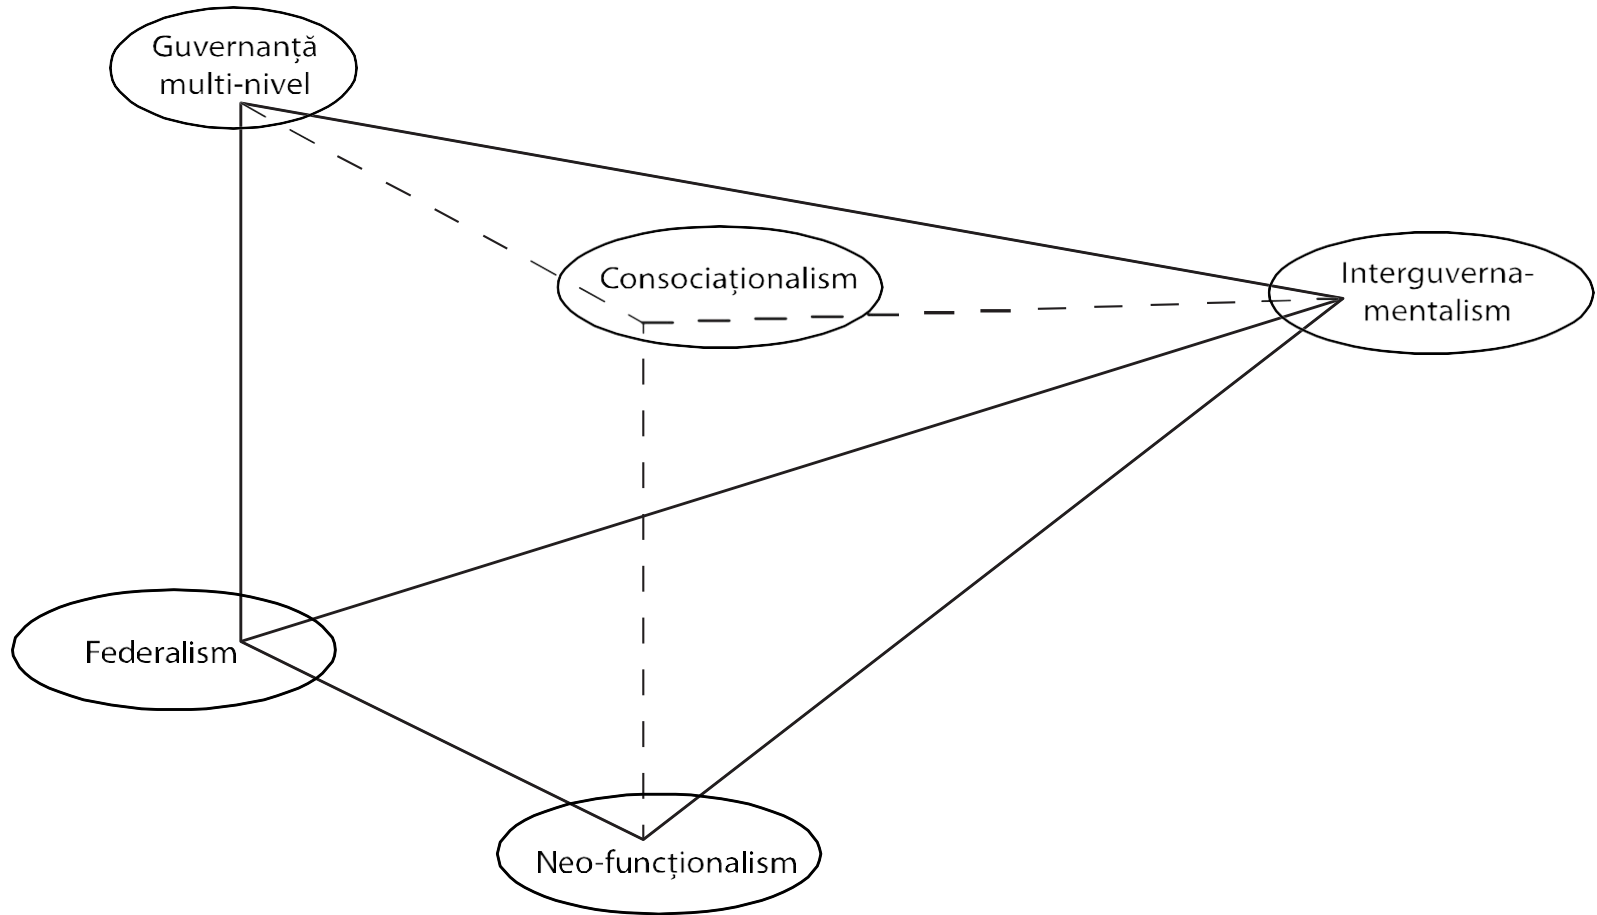 Guvernanță
multi-nivel
Consociaționalism
Interguverna-
mentalism
Federalism
Neo-funcționalism